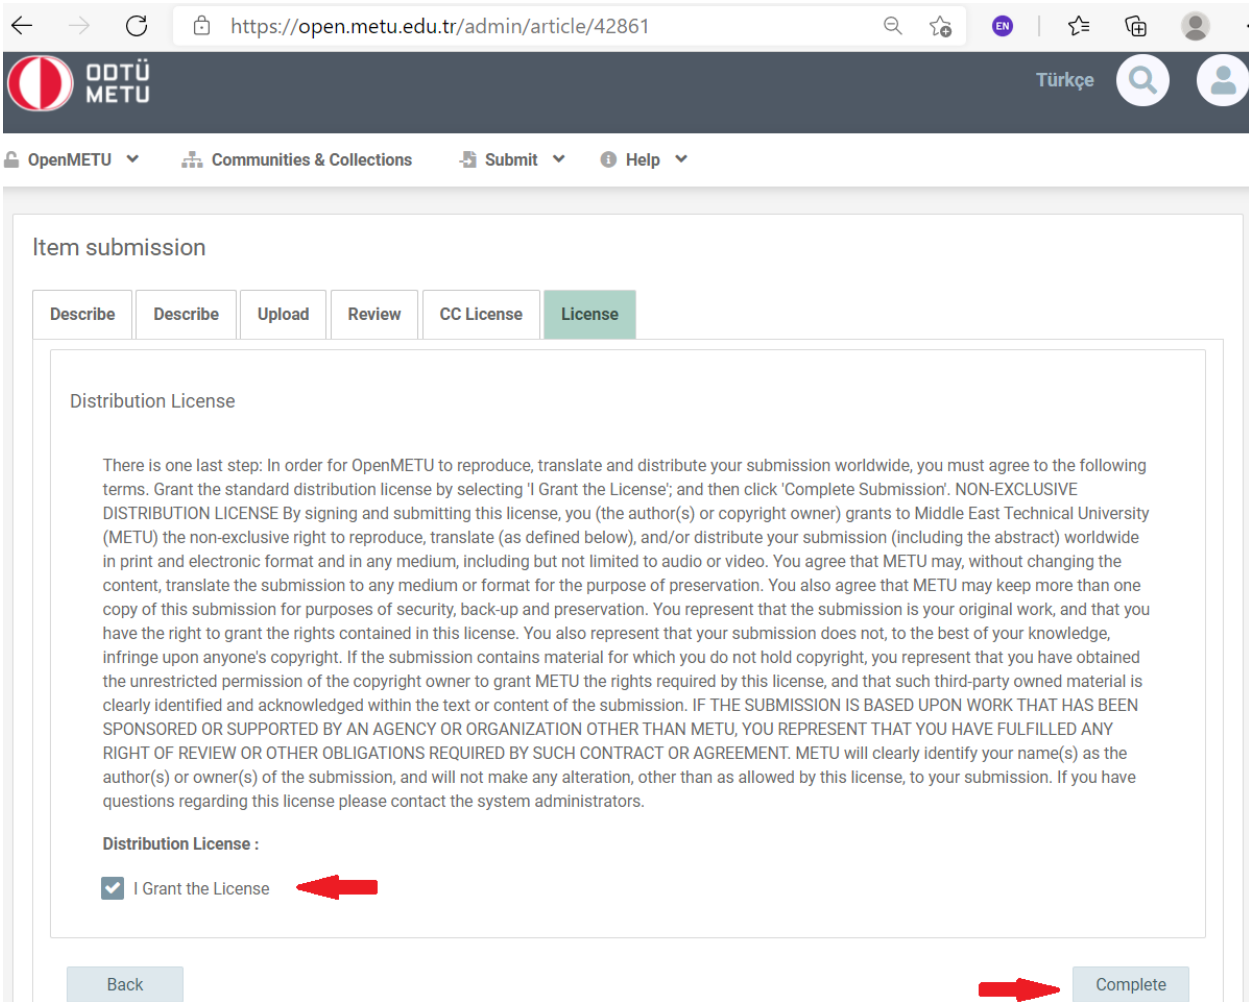 https://open.metu.edu.tr/admin/article/42861
EN
ODTÜ
METU
Türkçe
OpenMETU
Communities & Collections
Submit
Help
Item submission
Describe
Describe
Upload
Review
CC License
License
Distribution License
There is one last step: In order for OpenMETU to reproduce, translate and distribute your submission worldwide, you must agree to the following
terms. Grant the standard distribution license by selecting 'I Grant the License'; and then click 'Complete Submission'. NON-EXCLUSIVE
DISTRIBUTION LICENSE By signing and submitting this license, you (the author(s) or copyright owner) grants to Middle East Technical University
(METU) the non-exclusive right to reproduce, translate (as defined below), and/or distribute your submission (including the abstract) worldwide
in print and electronic format and in any medium, including but not limited to audio or video. You agree that METU may, without changing the
content, translate the submission to any medium or format for the purpose of preservation. You also agree that METU may keep more than one
copy of this submission for purposes of security, back-up and preservation. You represent that the submission is your original work, and that you
have the right to grant the rights contained in this license. You also represent that your submission does not, to the best of your knowledge,
infringe upon anyone's copyright. If the submission contains material for which you do not hold copyright, you represent that you have obtained
the unrestricted permission of the copyright owner to grant METU the rights required by this license, and that such third-party owned material is
clearly identified and acknowledged within the text or content of the submission. IF THE SUBMISSION IS BASED UPON WORK THAT HAS BEEN
SPONSORED OR SUPPORTED BY AN AGENCY OR ORGANIZATION OTHER THAN METU, YOU REPRESENT THAT YOU HAVE FULFILLED ANY
RIGHT OF REVIEW OR OTHER OBLIGATIONS REQUIRED BY SUCH CONTRACT OR AGREEMENT. METU will clearly identify your name(s) as the
author(s) or owner(s) of the submission, and will not make any alteration, other than as allowed by this license, to your submission. If you have
questions regarding this license please contact the system administrators.
Distribution License :
I Grant the License
Back
Complete